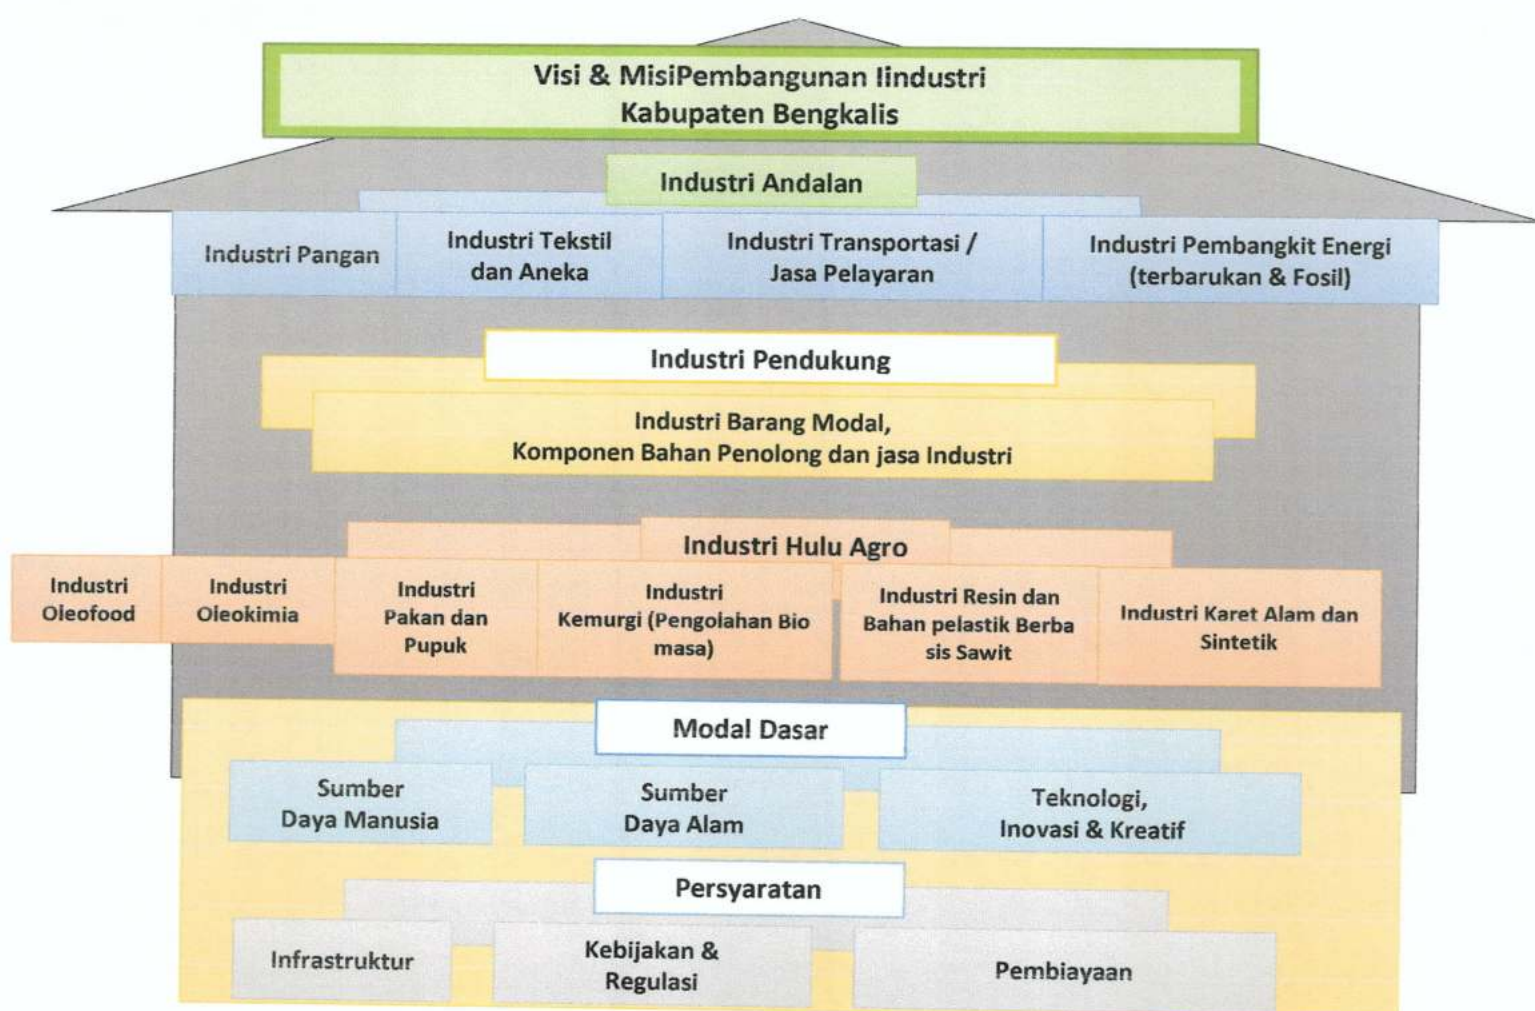 Visi & MisiPembangunan Iindustri
Kabupaten Bengkalis
Industri Andalan
Industri Pangan
Industri Tekstil
dan Aneka
Industri Transportasi /
Jasa Pelayaran
Industri Pembangkit Energi
(terbarukan & Fosil)
Industri Pendukung
Industri Barang Modal,
Komponen Bahan Penolong dan jasa Industri
Industri Hulu Agro
Industri
Oleofood
Industri
Oleokimia
Industri
Pakan dan
Pupuk
Industri
Kemurgi (Pengolahan Bio
masa)
Industri Resin dan
Bahan pelastik Berba
sis Sawit
Industri Karet Alam dan
Sintetik
Modal Dasar
Sumber
Daya Manusia
Sumber
Daya Alam
Teknologi,
Inovasi & Kreatif
Persyaratan
Infrastruktur
Kebijakan &
Regulasi
Pembiayaan